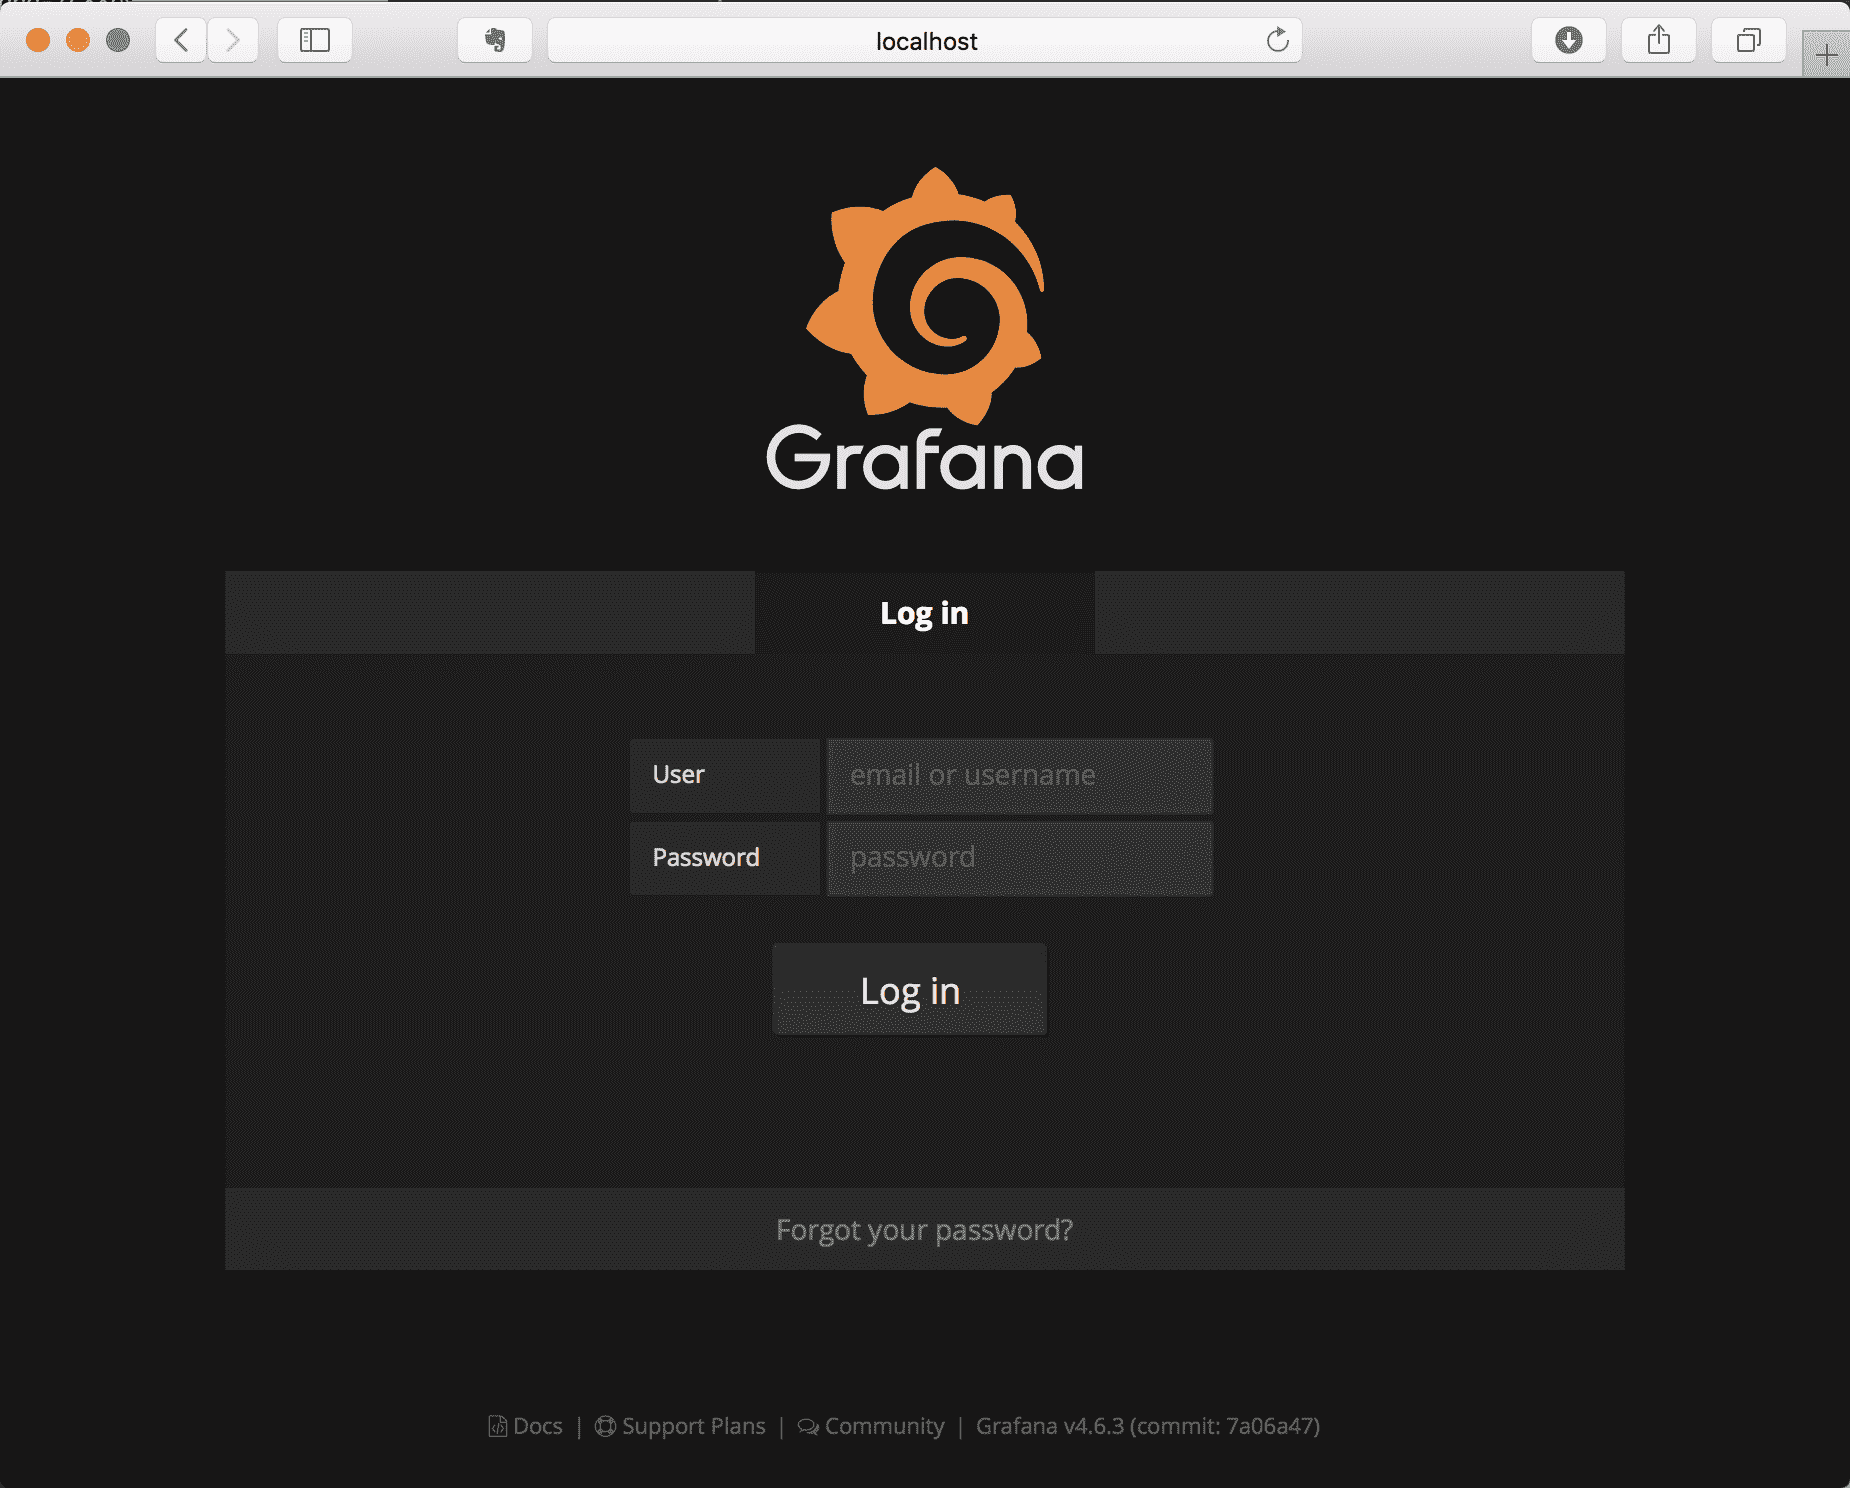 localhost
Grafana
Log in
User
email or username
Password
password
Log in
Forgot your password?
Docs | Support Plans | Community | Grafana v4.6.3 (commit: 7a06a47)